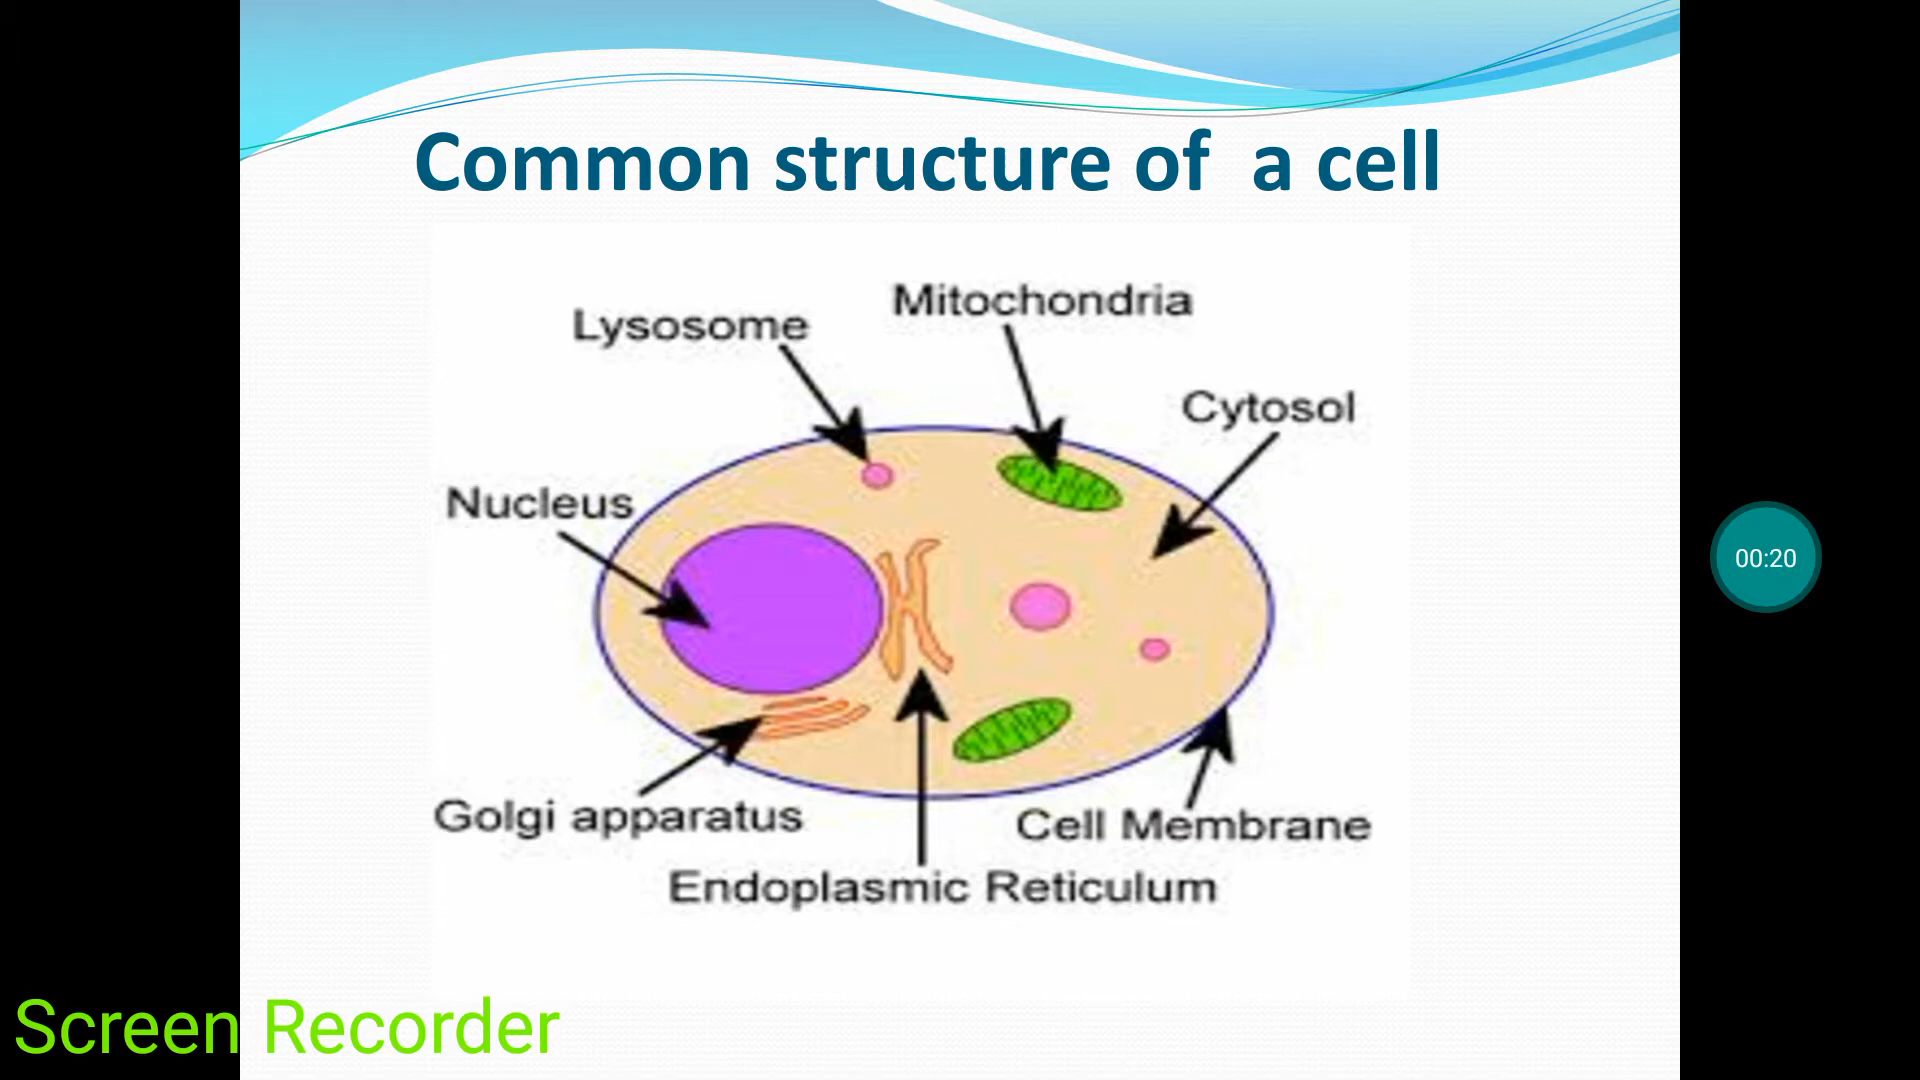 Common structure of a cell
Mitochondria
Lysosome
Cytosol
Nucleus
Golgi apparatus
Cell Membrane
Endoplasmic Reticulum
00:20
Screen Recorder